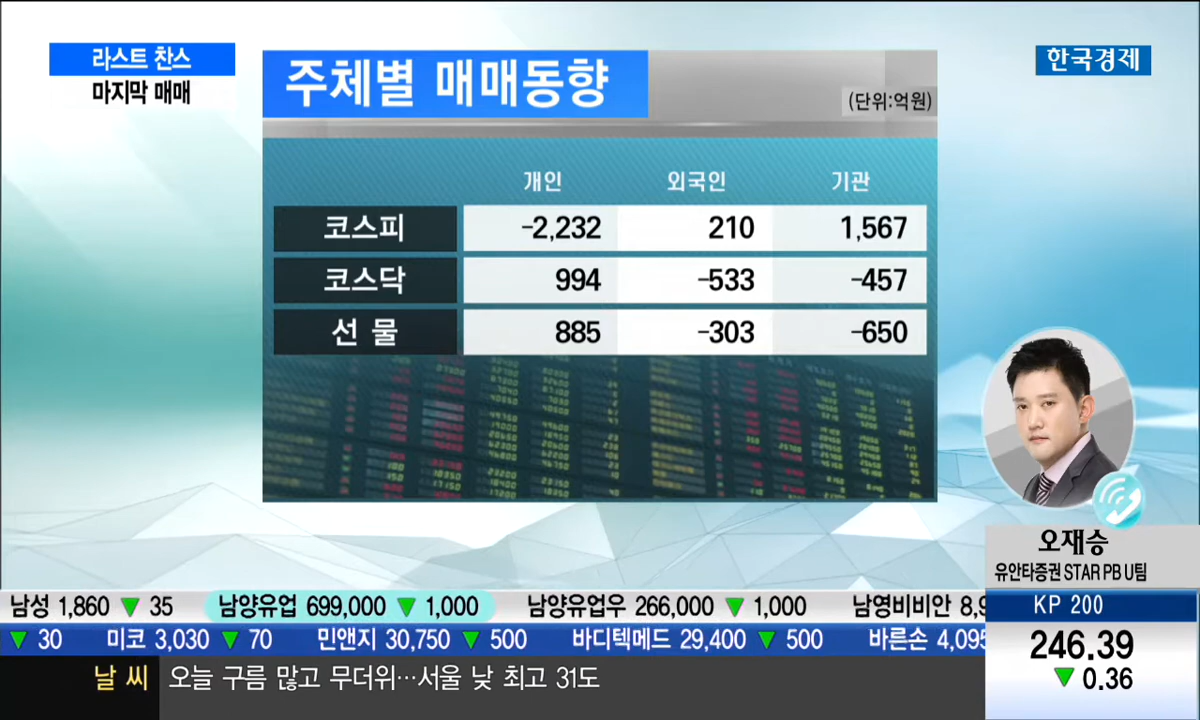 라스트 찬스
마지막 매매
주체별 매매동향
(단위:억원)
한국경제
개인 외국인 기관
코스피 -2,232 210 1,567
코스닥 994 -533 -457
선 물 885 -303 -650
오재승
유안타증권 STAR PB U팀
남성 1,860 ▼ 35 남양유업 699,000 ▼ 1,000 남양유업우 266,000 ▼ 1,000 남영비비안 8,9
▼ 30 미코 3,030 ▼ 70 민앤지 30,750 ▼ 500 바디텍메드 29,400 ▼ 500 바른손 4,095
KP 200
246.39
▼ 0.36
날 씨 오늘 구름 많고 무더위…서울 낮 최고 31도